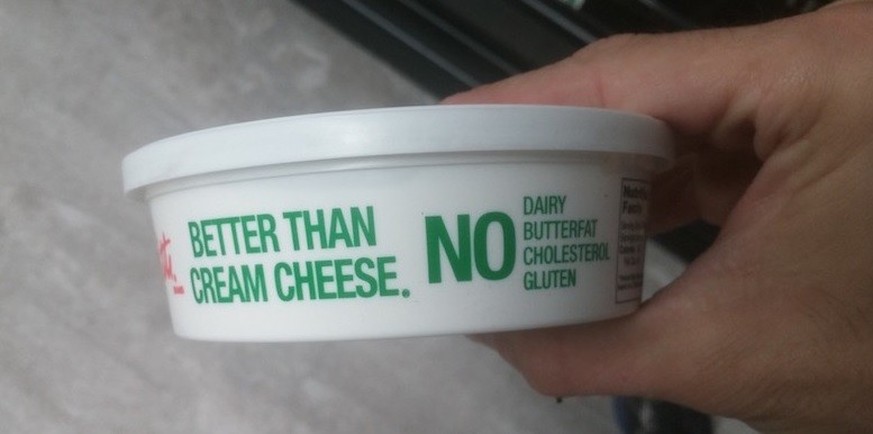 BETTER THAN
CREAM CHEESE.
NO
DAIRY
BUTTERFAT
CHOLESTEROL
GLUTEN